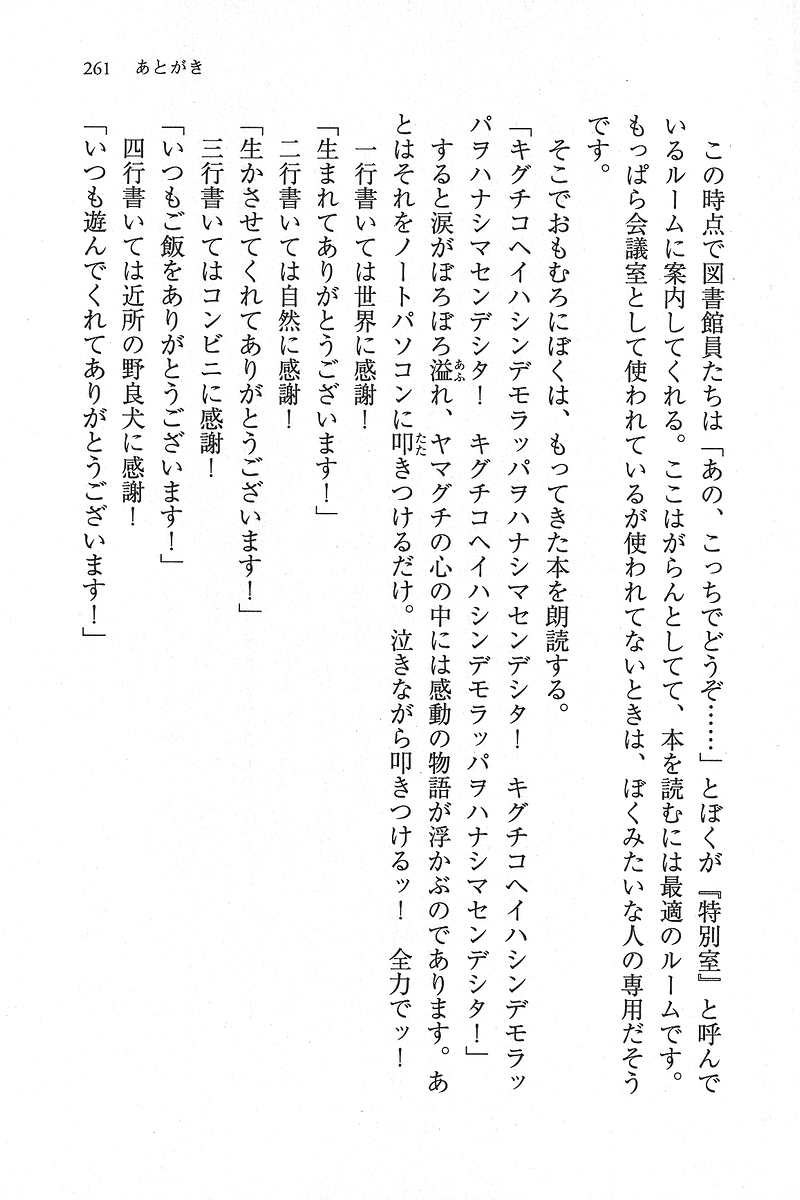 261　あとがき
　この時点で図書館員たちは「あの、こっちでどうぞ……」とぼくが『特別室』と呼んで
いるルームに案内してくれる。ここはがらんとしてて、本を読むには最適のルームです。
もっぱら会議室として使われているが使われてないときは、ぼくみたいな人の専用だそう
です。
　そこでおもむろにぼくは、もってきた本を朗読する。
「キグチコヘイハシンデモラッパヲハナシマセンデシタ！　キグチコヘイハシンデモラッ
パヲハナシマセンデシタ！　キグチコヘイハシンデモラッパヲハナシマセンデシタ！」
　すると涙がぼろぼろ溢れ、ヤマグチの心の中には感動の物語が浮かぶのであります。あ
とはそれをノートパソコンに叩きつけるだけ。泣きながら叩きつけるッ！　全力でッ！
　一行書いては世界に感謝！
「生まれてありがとうございます！」
　二行書いては自然に感謝！
「生かさせてくれてありがとうございます！」
　三行書いてはコンビニに感謝！
「いつもご飯をありがとうございます！」
　四行書いては近所の野良犬に感謝！
「いつも遊んでくれてありがとうございます！」
あふ
たた